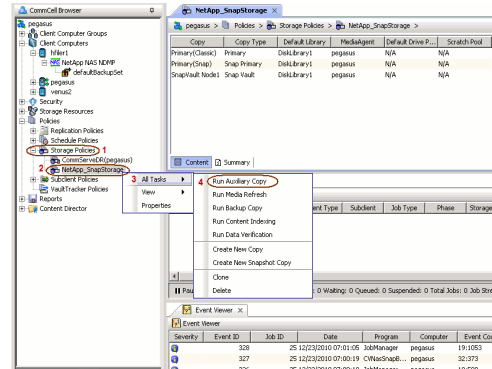 CommCell Browser
pegasus
Client Computer Groups
Client Computers
hfiler1
NetApp NAS NDMP
defaultBackupSet
pegasus
venus2
Security
Storage Resources
Policies
Replication Policies
Schedule Policies
Storage Policies 1
CommServeDR(pegasus)
2 NetApp_SnapStorage
Subclient Policies
VaultTracker Policies
Reports
Content Director
NetApp_SnapStorage
pegasus > Policies > Storage Policies > NetApp_SnapStorage >
Copy Copy Type Default Library MediaAgent Default Drive P... Scratch Pool
Primary(Classic) Primary DiskLibrary1 pegasus N/A N/A
Primary(Snap) Snap Primary DiskLibrary1 pegasus N/A N/A
SnapVault Node1 Snap Vault DiskLibrary1 pegasus N/A N/A
Content Summary
3 All Tasks
View
Properties
4 Run Auxiliary Copy
Run Media Refresh
Run Backup Copy
Run Content Indexing
Run Data Verification
Create New Copy
Create New Snapshot Copy
Clone
Delete
ent Type Subclient Job Type Phase Storage
Pau : 0 Waiting: 0 Queued: 0 Suspended: 0 Total Jobs: 0 Job Stre
Event Viewer
Event Viewer
Severity Event ID Job ID Date Program Computer Event Co
328 25 12/23/2010 07:01:05 JobManager pegasus 19:1053
327 25 12/23/2010 07:00:19 CVNasSnapB... pegasus 32:373